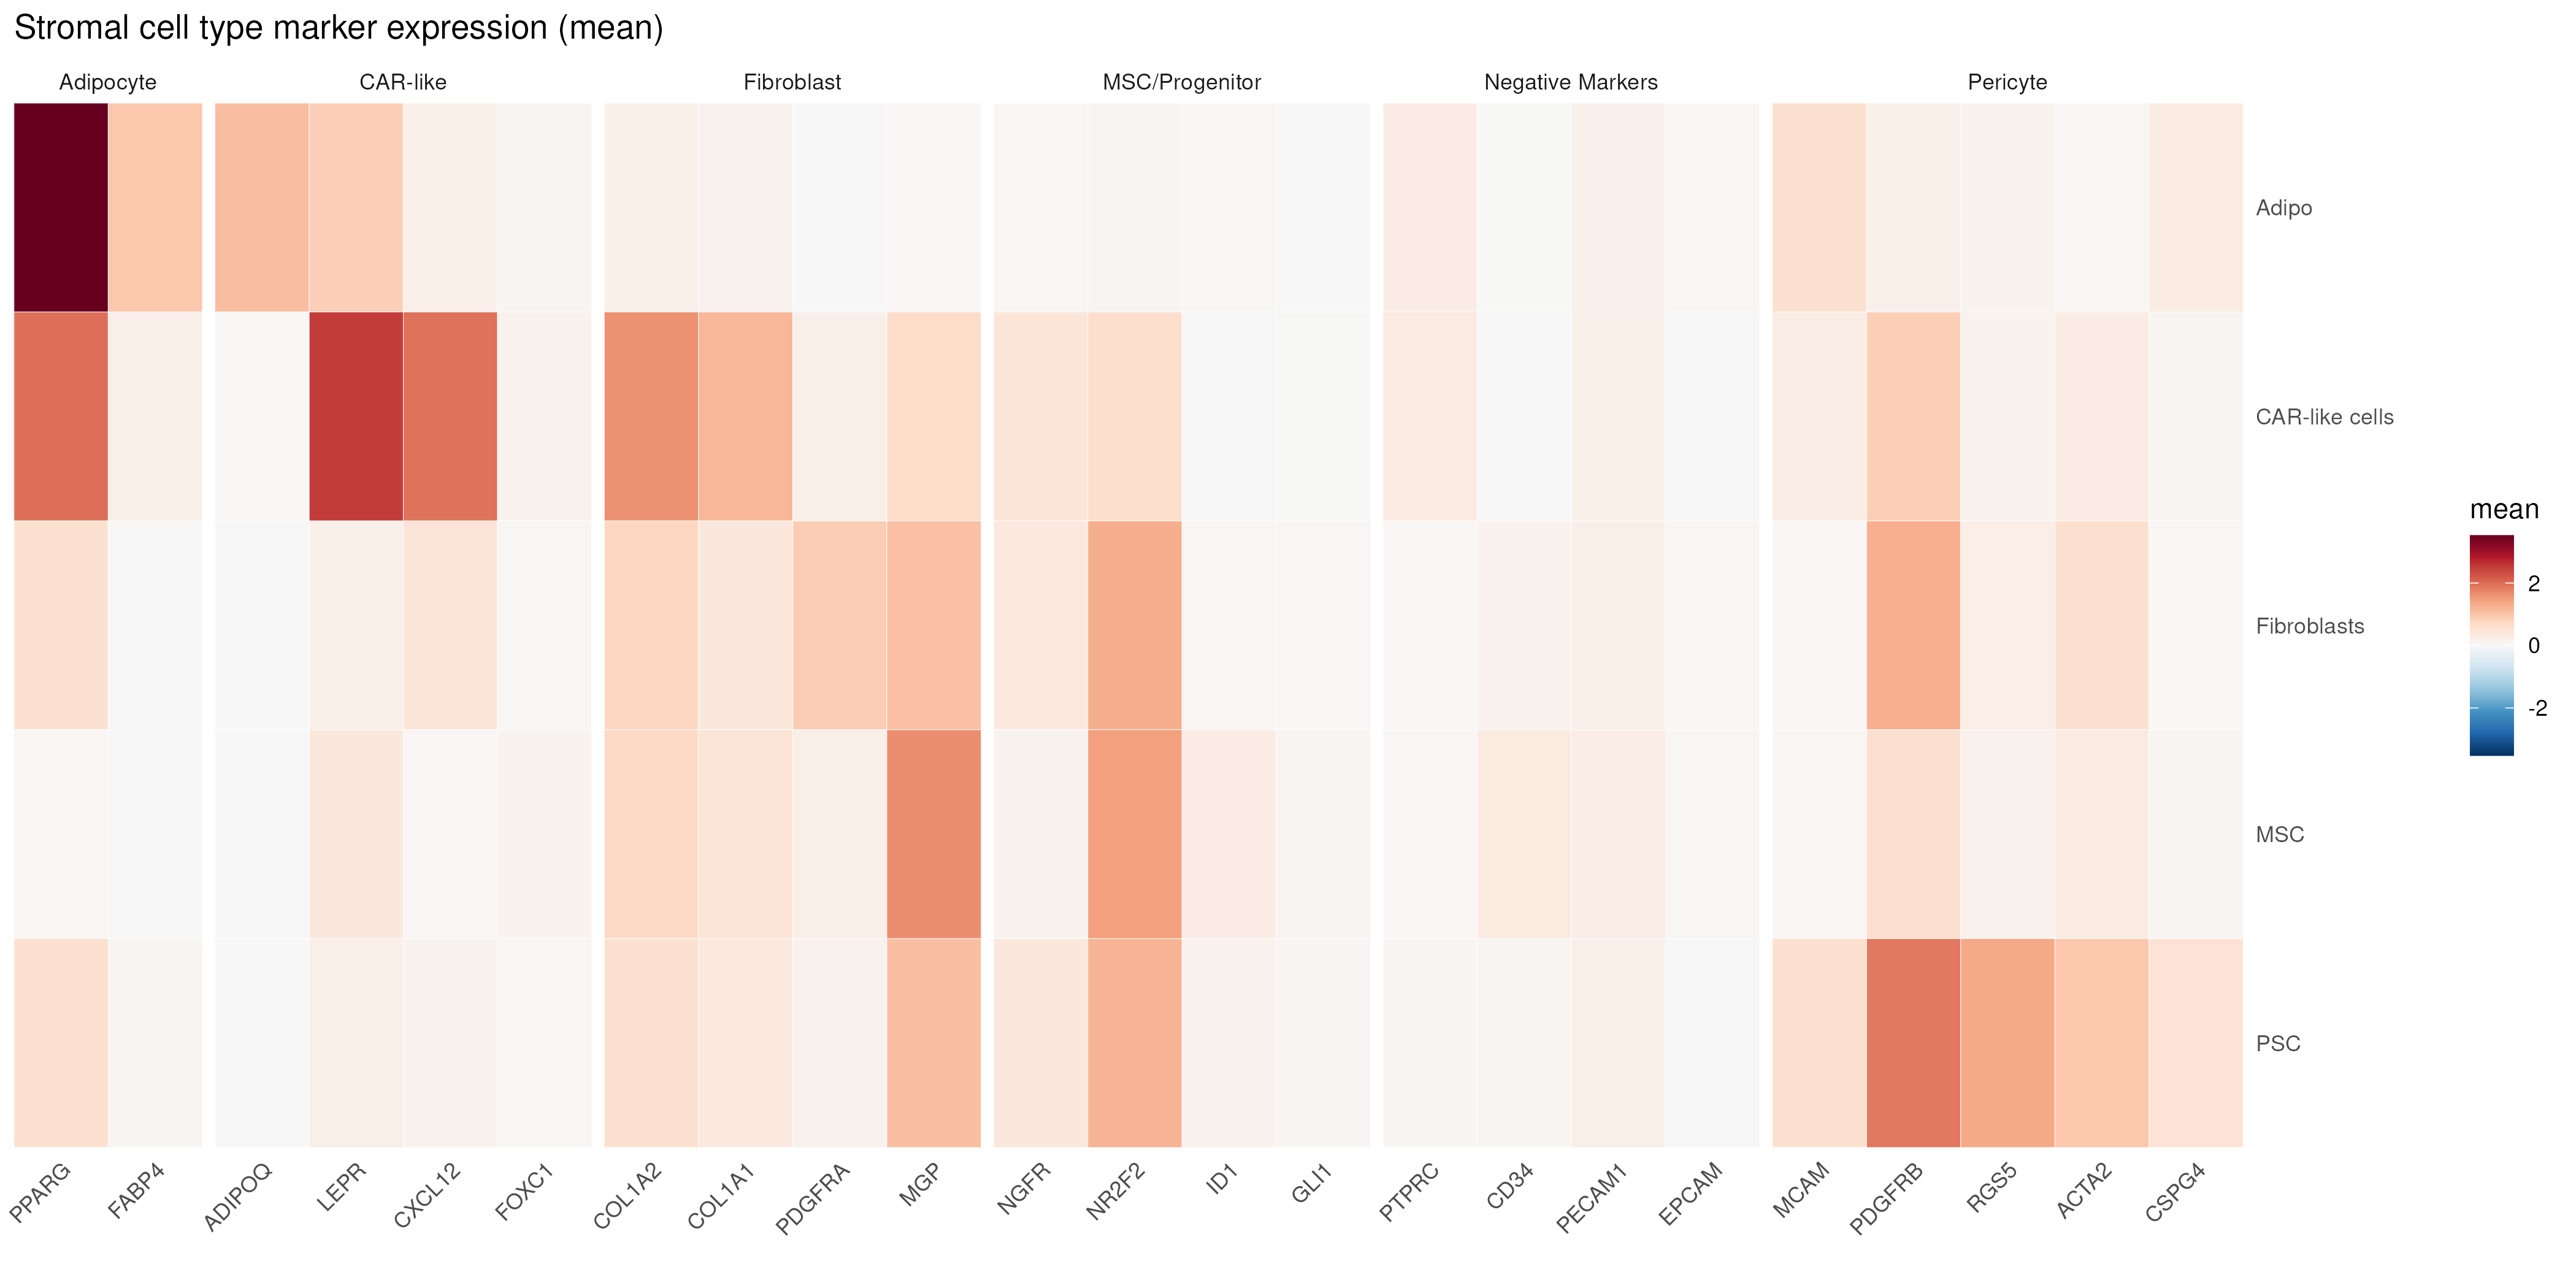 Stromal cell type marker expression (mean)
Adipocyte CAR-like Fibroblast MSC/Progenitor Negative Markers Pericyte
Adipo
CAR-like cells
Fibroblasts
MSC
PSC
mean
2
0
-2
PPARG FABP4 ADIPOQ LEPR CXCL12 FOXC1 COL1A2 COL1A1 PDGFRA MGP NGFR NR2F2 ID1 GLI1 PTPRC CD34 PECAM1 EPCAM MCAM PDGFRB RGS5 ACTA2 CSPG4